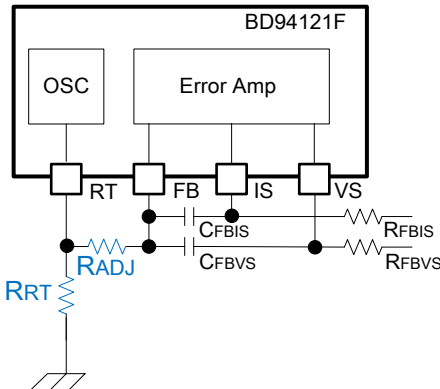 BD94121F
OSC
Error Amp
RT
FB
IS
VS
CFBIS
RFBIS
RADJ
CFBVS
RFBVS
RRT